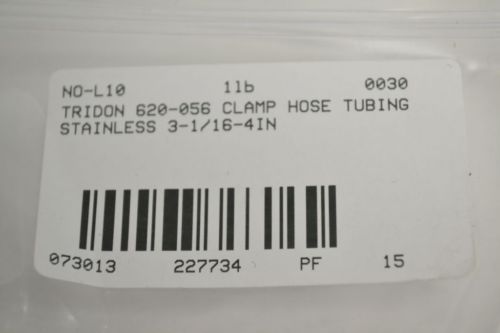 NO-L10 1lb 0030
TRIDON 620-056 CLAMP HOSE TUBING
STAINLESS 3-1/16-4IN
073013 227734 PF 15